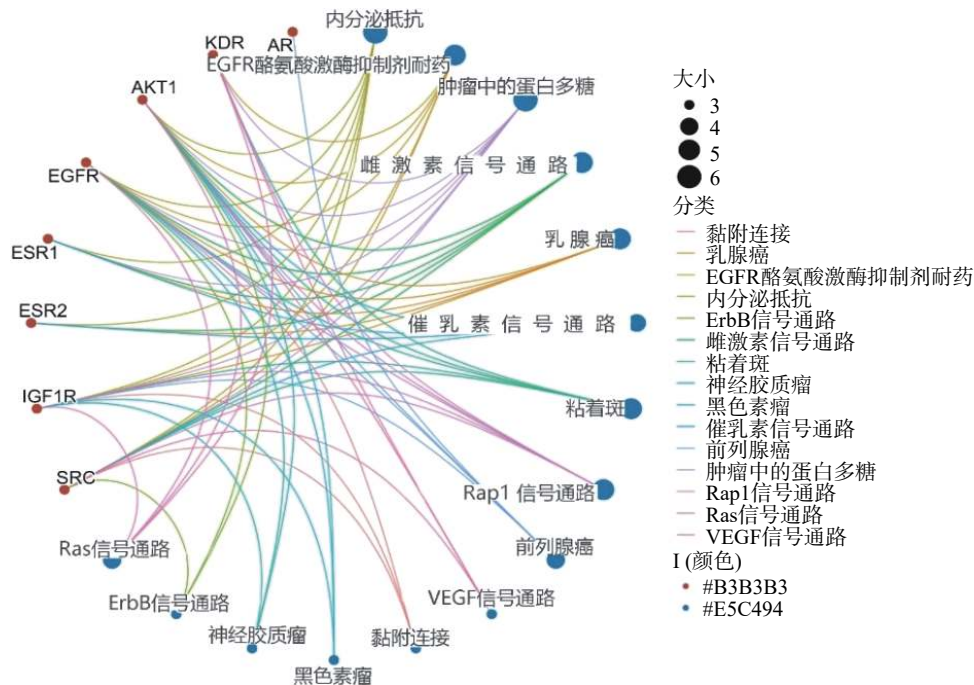 内分泌抵抗
AR
KDR
EGFR酪氨酸激酶抑制剂耐药
AKT1
肿瘤中的蛋白多糖
EGFR
雌激素信号通路
ESR1
乳腺癌
ESR2
催乳素信号通路
IGF1R
粘着斑
SRC
Rap1 信号通路
Ras信号通路
前列腺癌
ErbB信号通路
VEGF信号通路
神经胶质瘤
黏附连接
黑色素瘤
大小
3
4
5
6
分类
黏附连接
乳腺癌
EGFR酪氨酸激酶抑制剂耐药
内分泌抵抗
ErbB信号通路
雌激素信号通路
粘着斑
神经胶质瘤
黑色素瘤
催乳素信号通路
前列腺癌
肿瘤中的蛋白多糖
Rap1信号通路
Ras信号通路
VEGF信号通路
I (颜色)
#B3B3B3
#E5C494